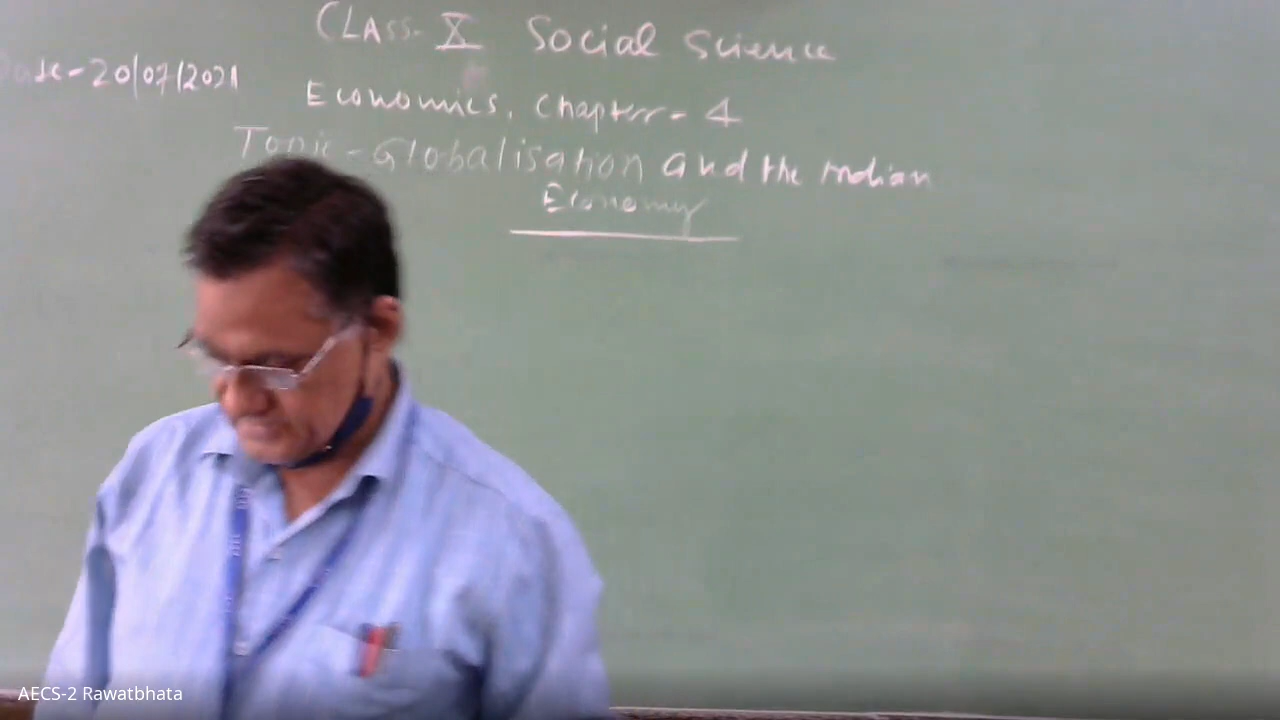 CLASS- X Social Science
Date-20/07/2021
Economics, Chapter-4
Topic-Globalisation and the Indian
Economy
AECS-2 Rawatbhata